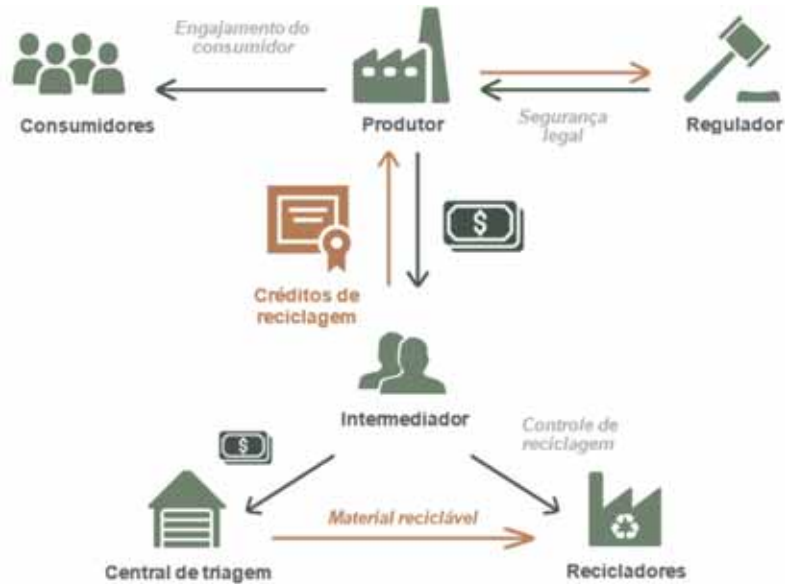 Engajamento do
consumidor
Consumidores
Produtor
Segurança
legal
Regulador
$
Créditos de
reciclagem
Intermediador
$
Controle de
reciclagem
Material reciclável
Central de triagem
Recicladores